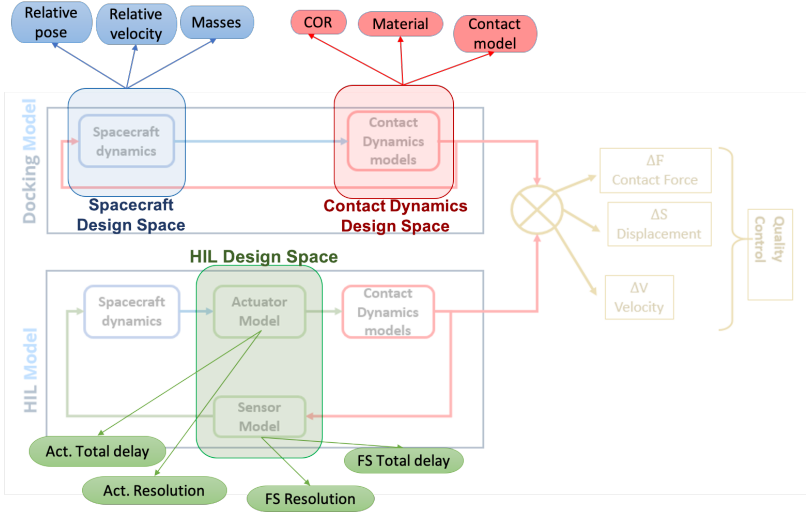 Relative
pose
Relative
velocity
Masses
COR
Material
Contact
model
Docking Model
Spacecraft
dynamics
Contact
Dynamics
models
Spacecraft
Design Space
Contact Dynamics
Design Space
ΔF
Contact Force
ΔS
Displacement
ΔV
Velocity
Quality
Control
HIL Design Space
HIL Model
Spacecraft
dynamics
Actuator
Model
Contact
Dynamics
models
Sensor
Model
Act. Total delay
Act. Resolution
FS Resolution
FS Total delay